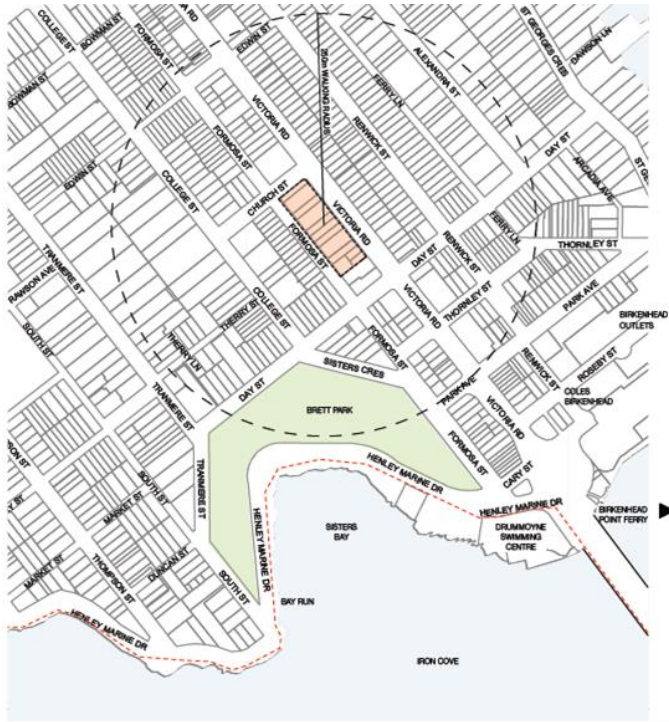 COLLEGE ST
BOWMAN ST
FORMOSA ST
VICTORIA RD
EDWIN ST
ST GEORGES CRES
DAWSON LN
BOWMAN ST
250m WALKING RADIUS
ALEXANDRA ST
FERRY LN
VICTORIA RD
FORMOSA ST
RENWICK ST
DAY ST
EDWIN ST
COLLEGE ST
CHURCH ST
ARCADIA AVE
VICTORIA RD
FORMOSA ST
DAY ST
RENWICK ST
FERRY LN
THORNLEY ST
TRANMERE ST
RAWSON AVE
SOUTH ST
COLLEGE ST
THERRY ST
THERRY LN
VICTORIA RD
THORNLEY ST
PARK AVE
BIRKENHEAD
OUTLETS
FORMOSA ST
SISTERS CRES
DAY ST
RENWICK ST
ROSEBY ST
COLES
BIRKENHEAD
TRANMERE ST
BRETT PARK
PARK AVE
VICTORIA RD
FORMOSA ST
CARY ST
HENLEY MARINE DR
TRANMERE ST
SOUTH ST
MARKET ST
HENLEY MARINE DR
HENLEY MARINE DR
BIRKENHEAD
POINT FERRY
SISTERS
BAY
DRUMMOYNE
SWIMMING
CENTRE
DUNCAN ST
THOMPSON ST
MARKET ST
SOUTH ST
BAY RUN
HENLEY MARINE DR
IRON COVE